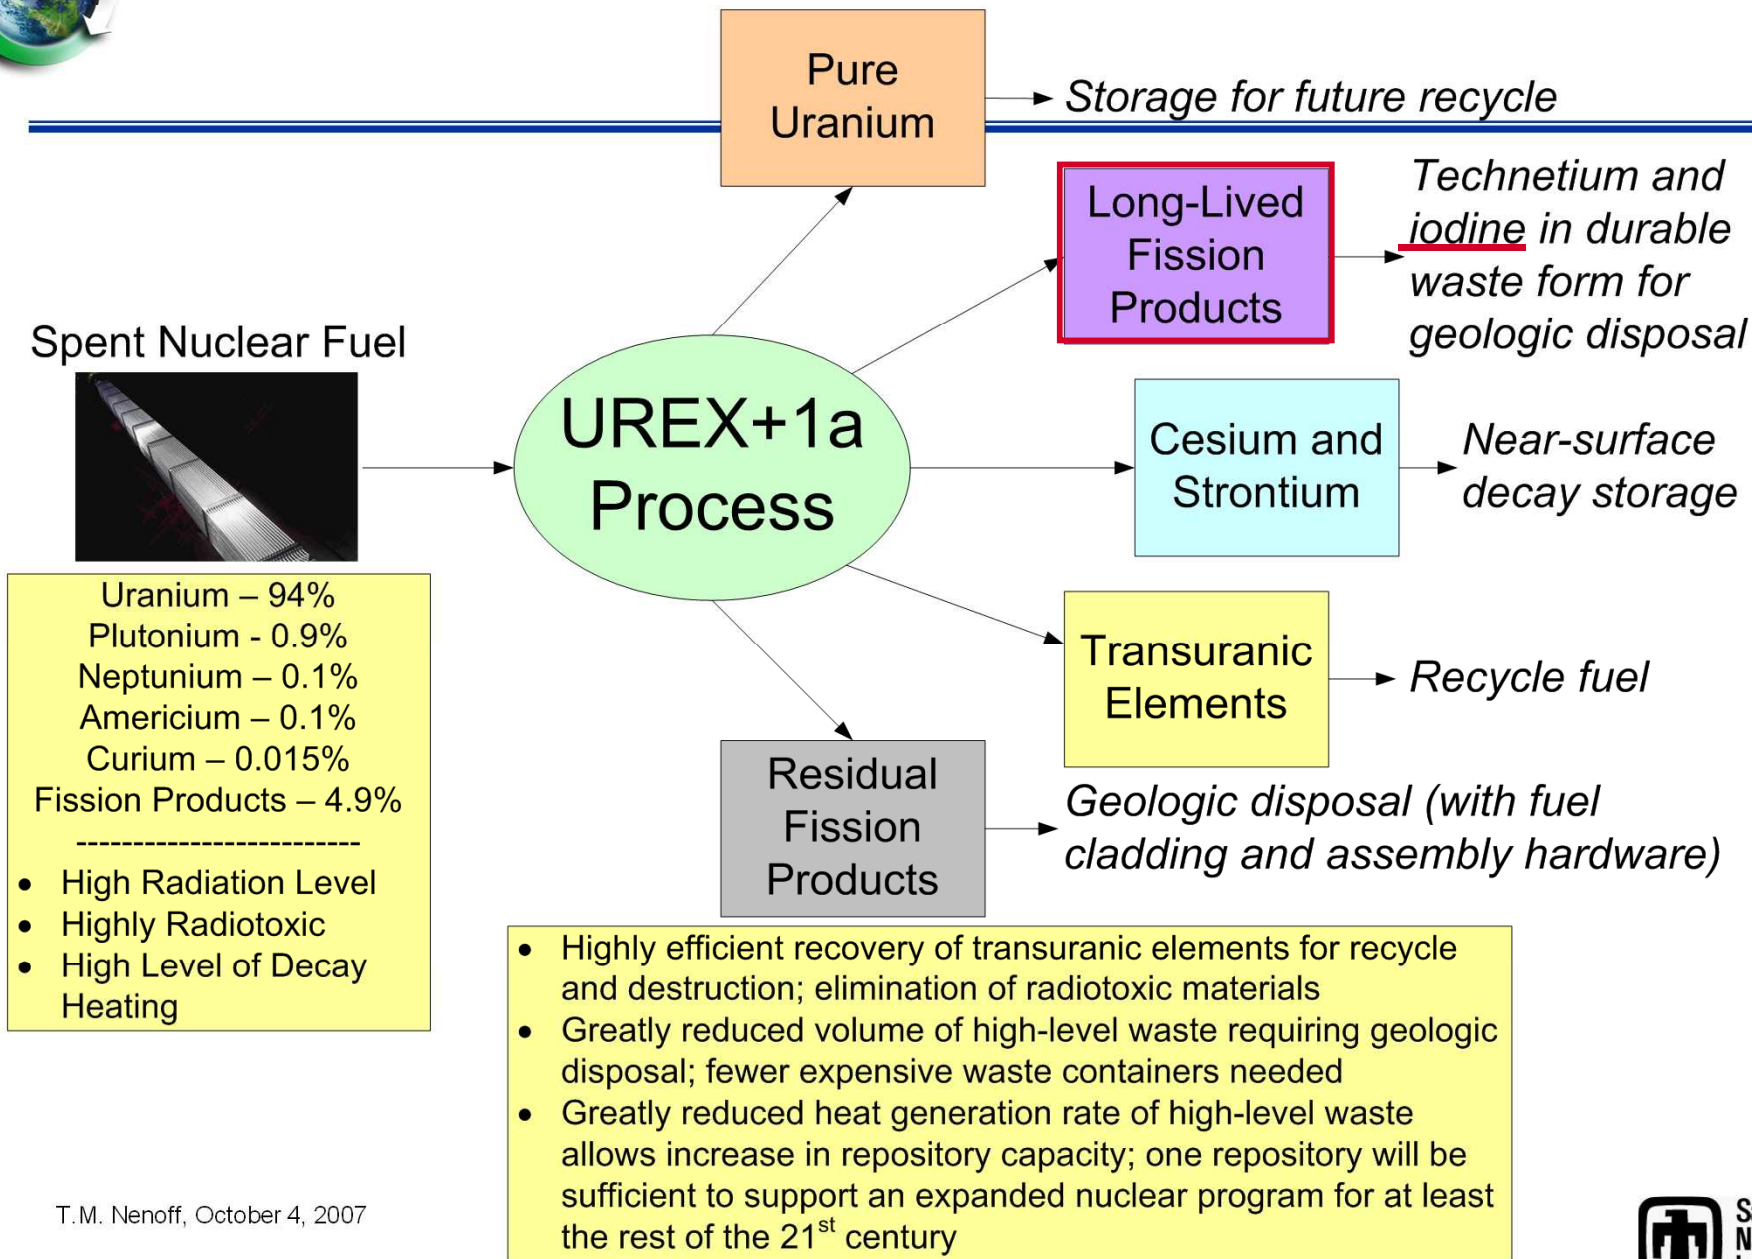 Pure
Uranium
Storage for future recycle
Long-Lived
Fission
Products
Technetium and
iodine in durable
waste form for
geologic disposal
Spent Nuclear Fuel
UREX+1a
Process
Cesium and
Strontium
Near-surface
decay storage
Uranium – 94%
Plutonium - 0.9%
Neptunium – 0.1%
Americium – 0.1%
Curium – 0.015%
Fission Products – 4.9%
--------------------------
• High Radiation Level
• Highly Radiotoxic
• High Level of Decay
Heating
Transuranic
Elements
Recycle fuel
Residual
Fission
Products
Geologic disposal (with fuel
cladding and assembly hardware)
• Highly efficient recovery of transuranic elements for recycle
and destruction; elimination of radiotoxic materials
• Greatly reduced volume of high-level waste requiring geologic
disposal; fewer expensive waste containers needed
• Greatly reduced heat generation rate of high-level waste
allows increase in repository capacity; one repository will be
sufficient to support an expanded nuclear program for at least
the rest of the 21st century
T.M. Nenoff, October 4, 2007